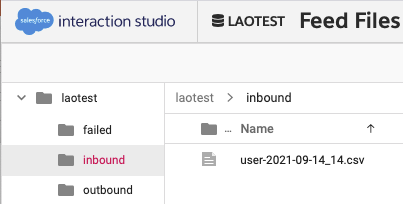 salesforce interaction studio LAOTEST Feed Files
laotest
failed
inbound
outbound
laotest > inbound
... Name ↑
user-2021-09-14_14.csv